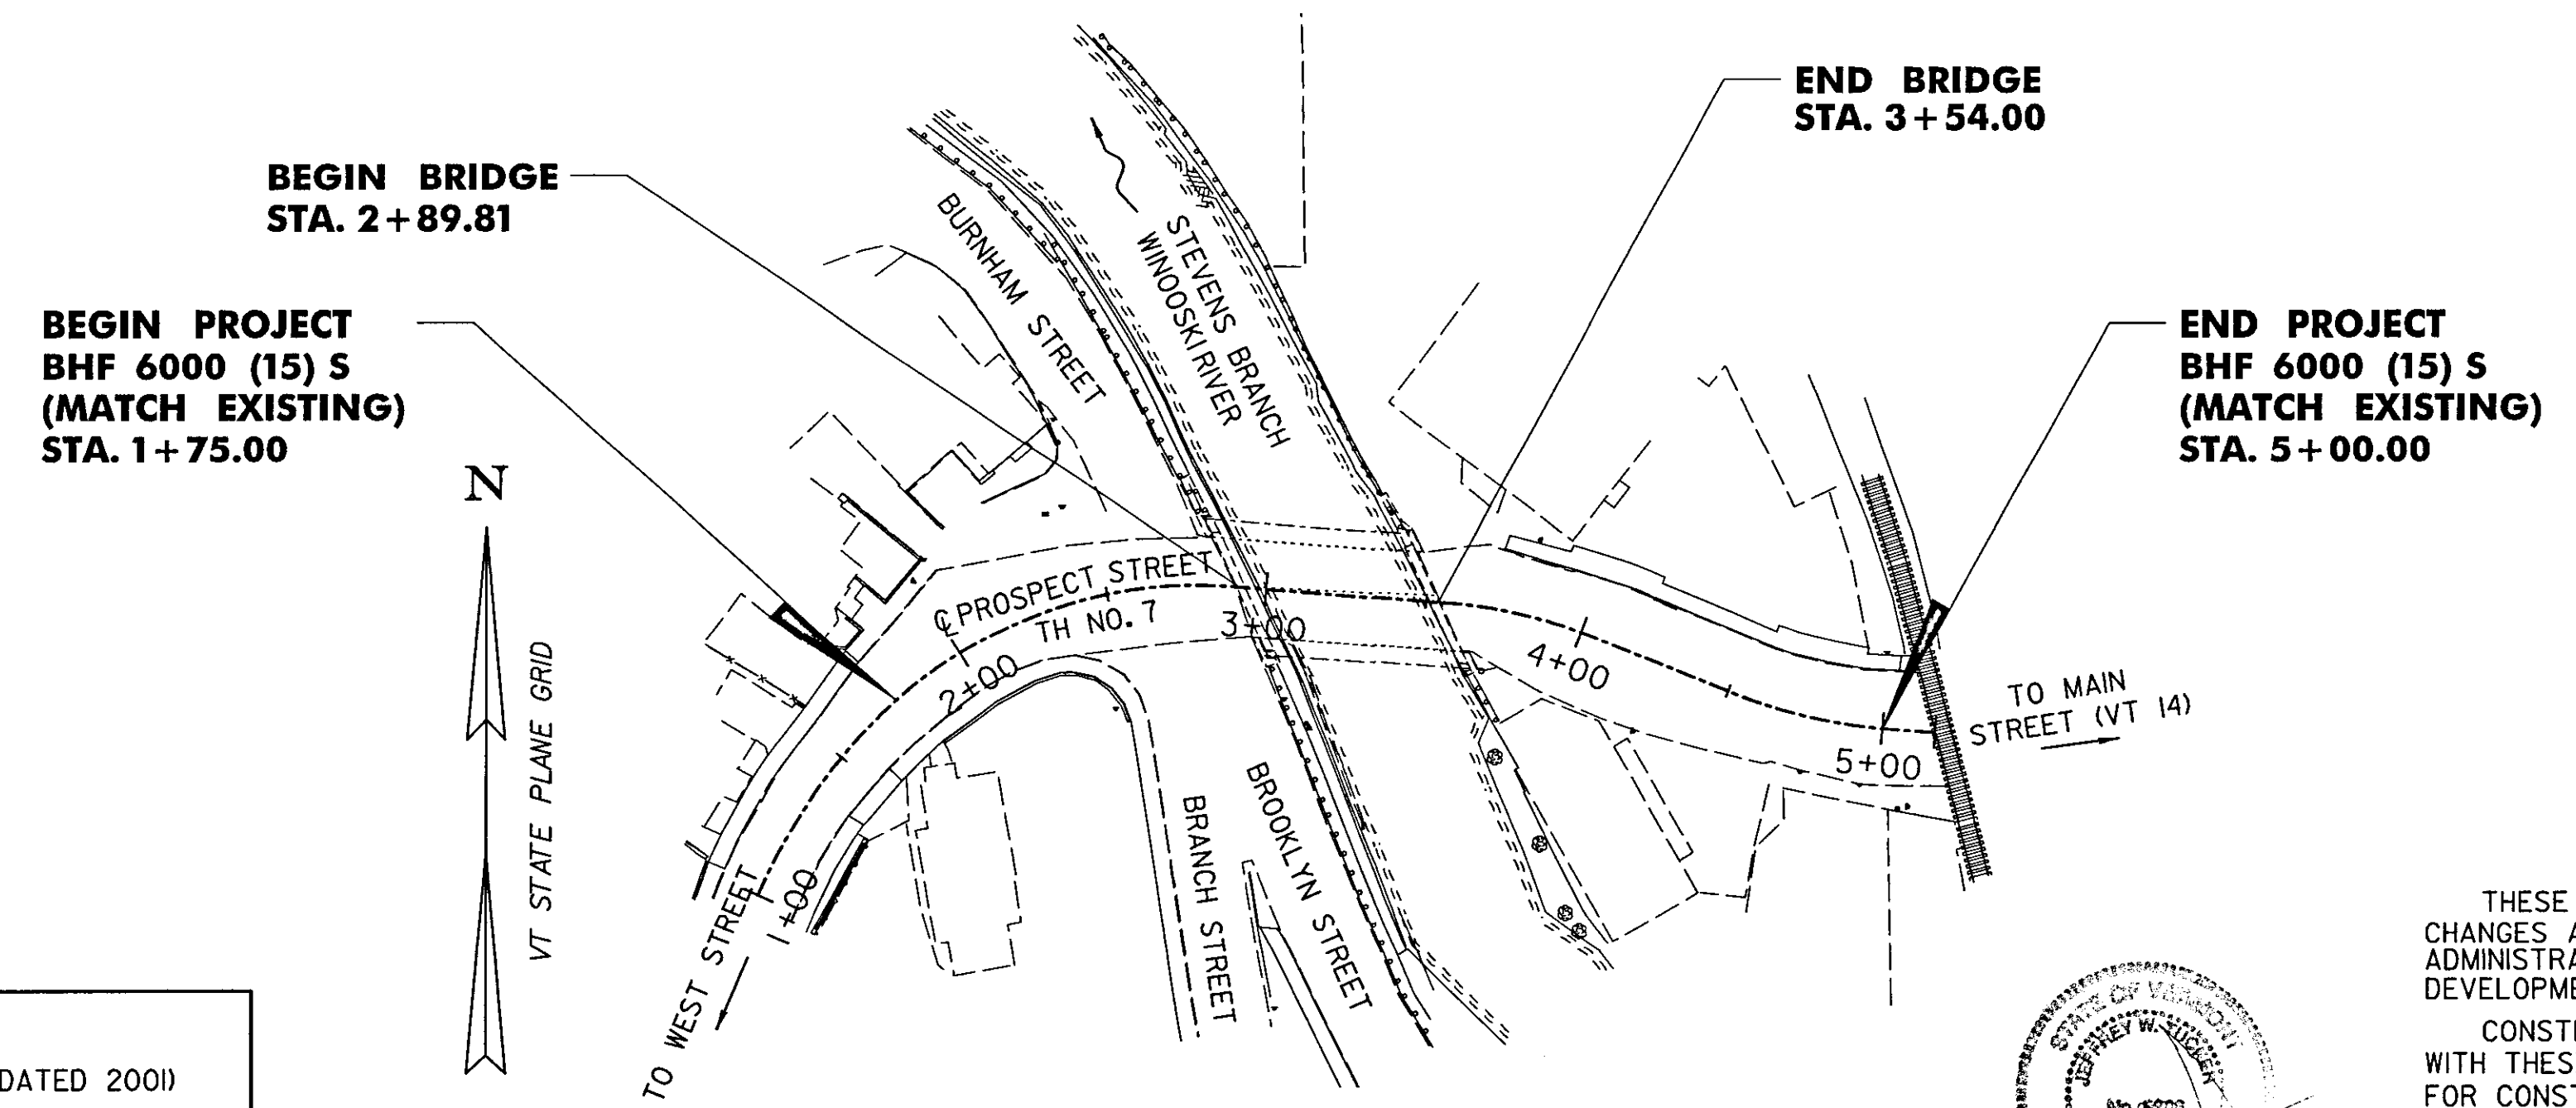 END BRIDGE
STA. 3+54.00
BEGIN BRIDGE
STA. 2+89.81
BEGIN PROJECT
BHF 6000 (15) S
(MATCH EXISTING)
STA. 1+75.00
END PROJECT
BHF 6000 (15) S
(MATCH EXISTING)
STA. 5+00.00
BURNHAM STREET
STEVENS BRANCH
WINOOSKI RIVER
N
VT STATE PLANE GRID
℄ PROSPECT STREET
TH NO. 7
1+00
2+00
3+00
4+00
5+00
TO MAIN
STREET (VT 14)
BRANCH STREET
BROOKLYN STREET
TO WEST STREET
DATED 2001)
THESE
CHANGES A
ADMINISTRA
DEVELOPME
CONST
WITH THES
FOR CONS
STATE OF VERMONT
JEFFREY W. TUCKER